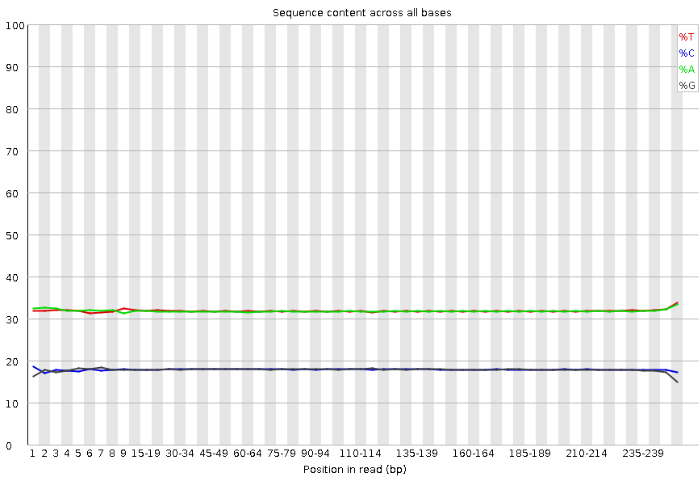 Sequence content across all bases
100
90
80
70
60
50
40
30
20
10
0
%T
%C
%A
%G
1 2 3 4 5 6 7 8 9 15-19 30-34 45-49 60-64 75-79 90-94 110-114 135-139 160-164 185-189 210-214 235-239
Position in read (bp)